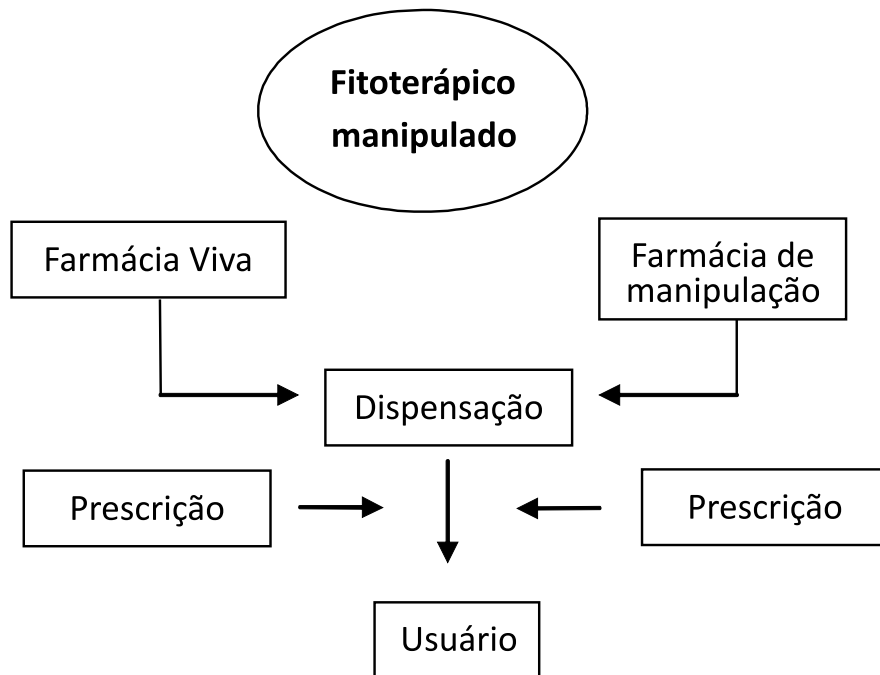 Fitoterápico
manipulado
Farmácia Viva
Farmácia de
manipulação
Dispensação
Prescrição
Prescrição
Usuário